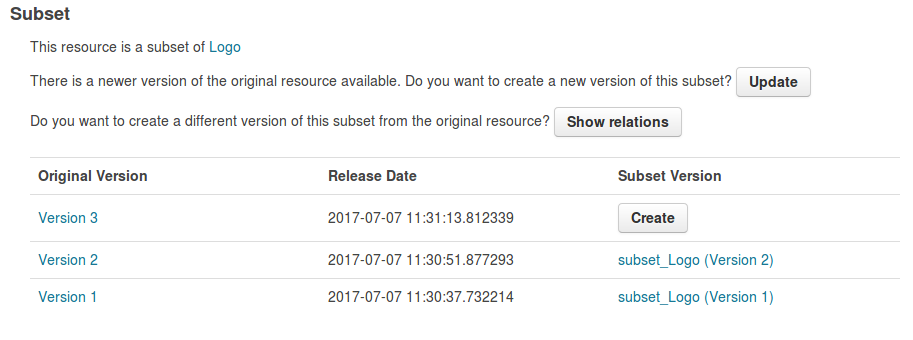 Subset
This resource is a subset of Logo
There is a newer version of the original resource available. Do you want to create a new version of this subset? Update
Do you want to create a different version of this subset from the original resource? Show relations
Original Version Release Date Subset Version
Version 3 2017-07-07 11:31:13.812339 Create
Version 2 2017-07-07 11:30:51.877293 subset_Logo (Version 2)
Version 1 2017-07-07 11:30:37.732214 subset_Logo (Version 1)